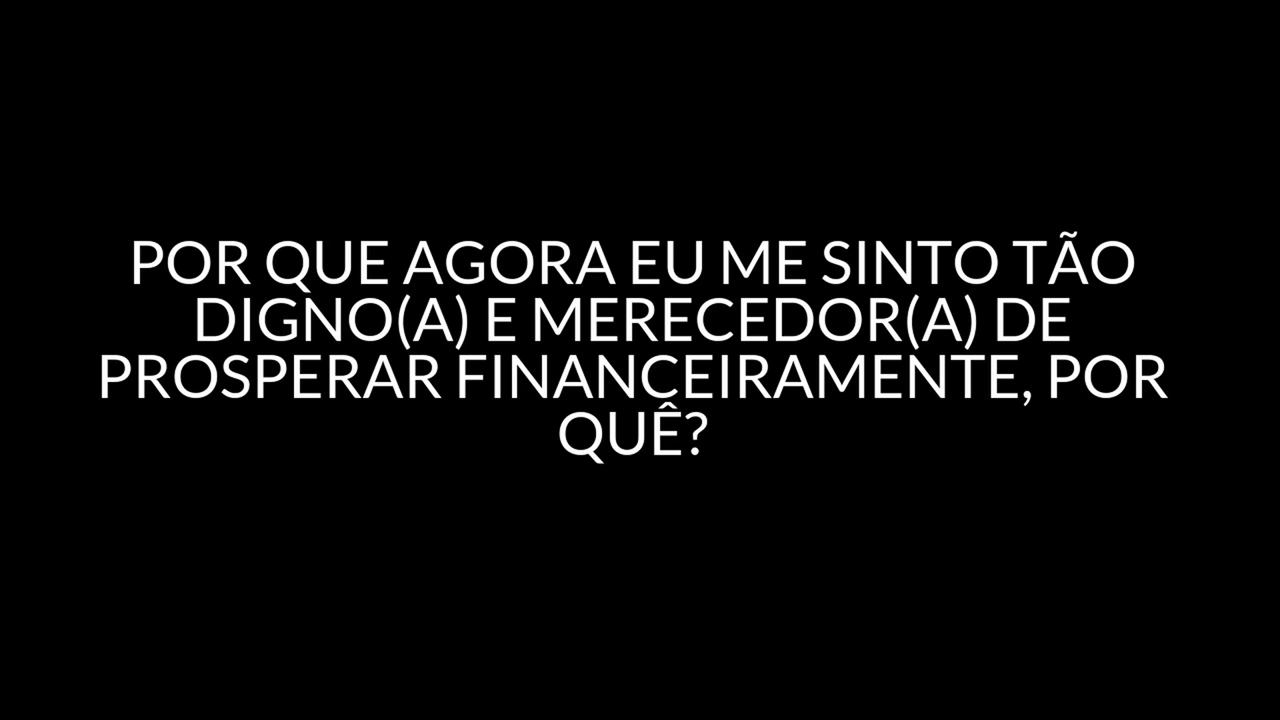 POR QUE AGORA EU ME SINTO TÃO
DIGNO(A) E MERECEDOR(A) DE
PROSPERAR FINANCEIRAMENTE, POR
QUÊ?